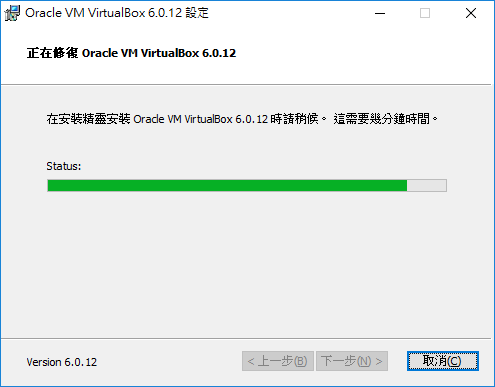 Oracle VM VirtualBox 6.0.12 設定
正在修復 Oracle VM VirtualBox 6.0.12
在安裝精靈安裝 Oracle VM VirtualBox 6.0.12 時請稍候。 這需要幾分鐘時間。
Status:
Version 6.0.12
< 上一步(B) 下一步(N) > 取消(C)